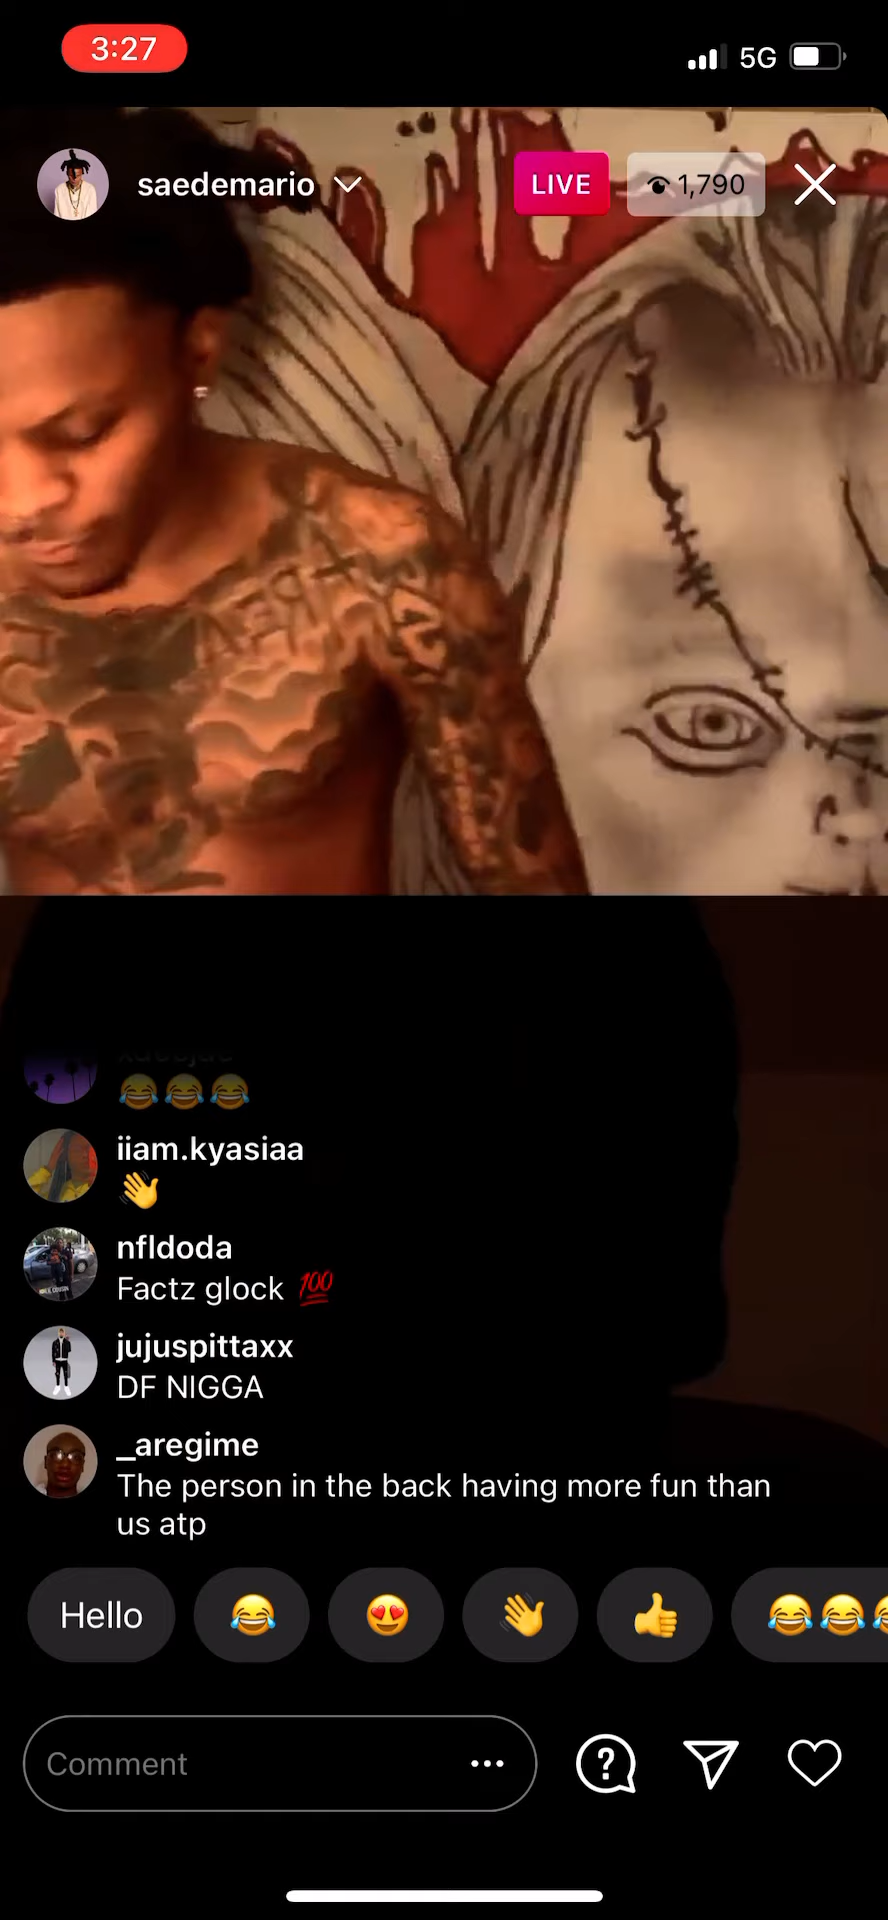 3:27
5G
saedemario
LIVE
1,790
😂😂😂
iiam.kyasiaa
👋
nfldoda
Factz glock 💯
jujuspittaxx
DF NIGGA
_aregime
The person in the back having more fun than
us atp
Hello 😂 😍 👋 👍 😂😂
Comment